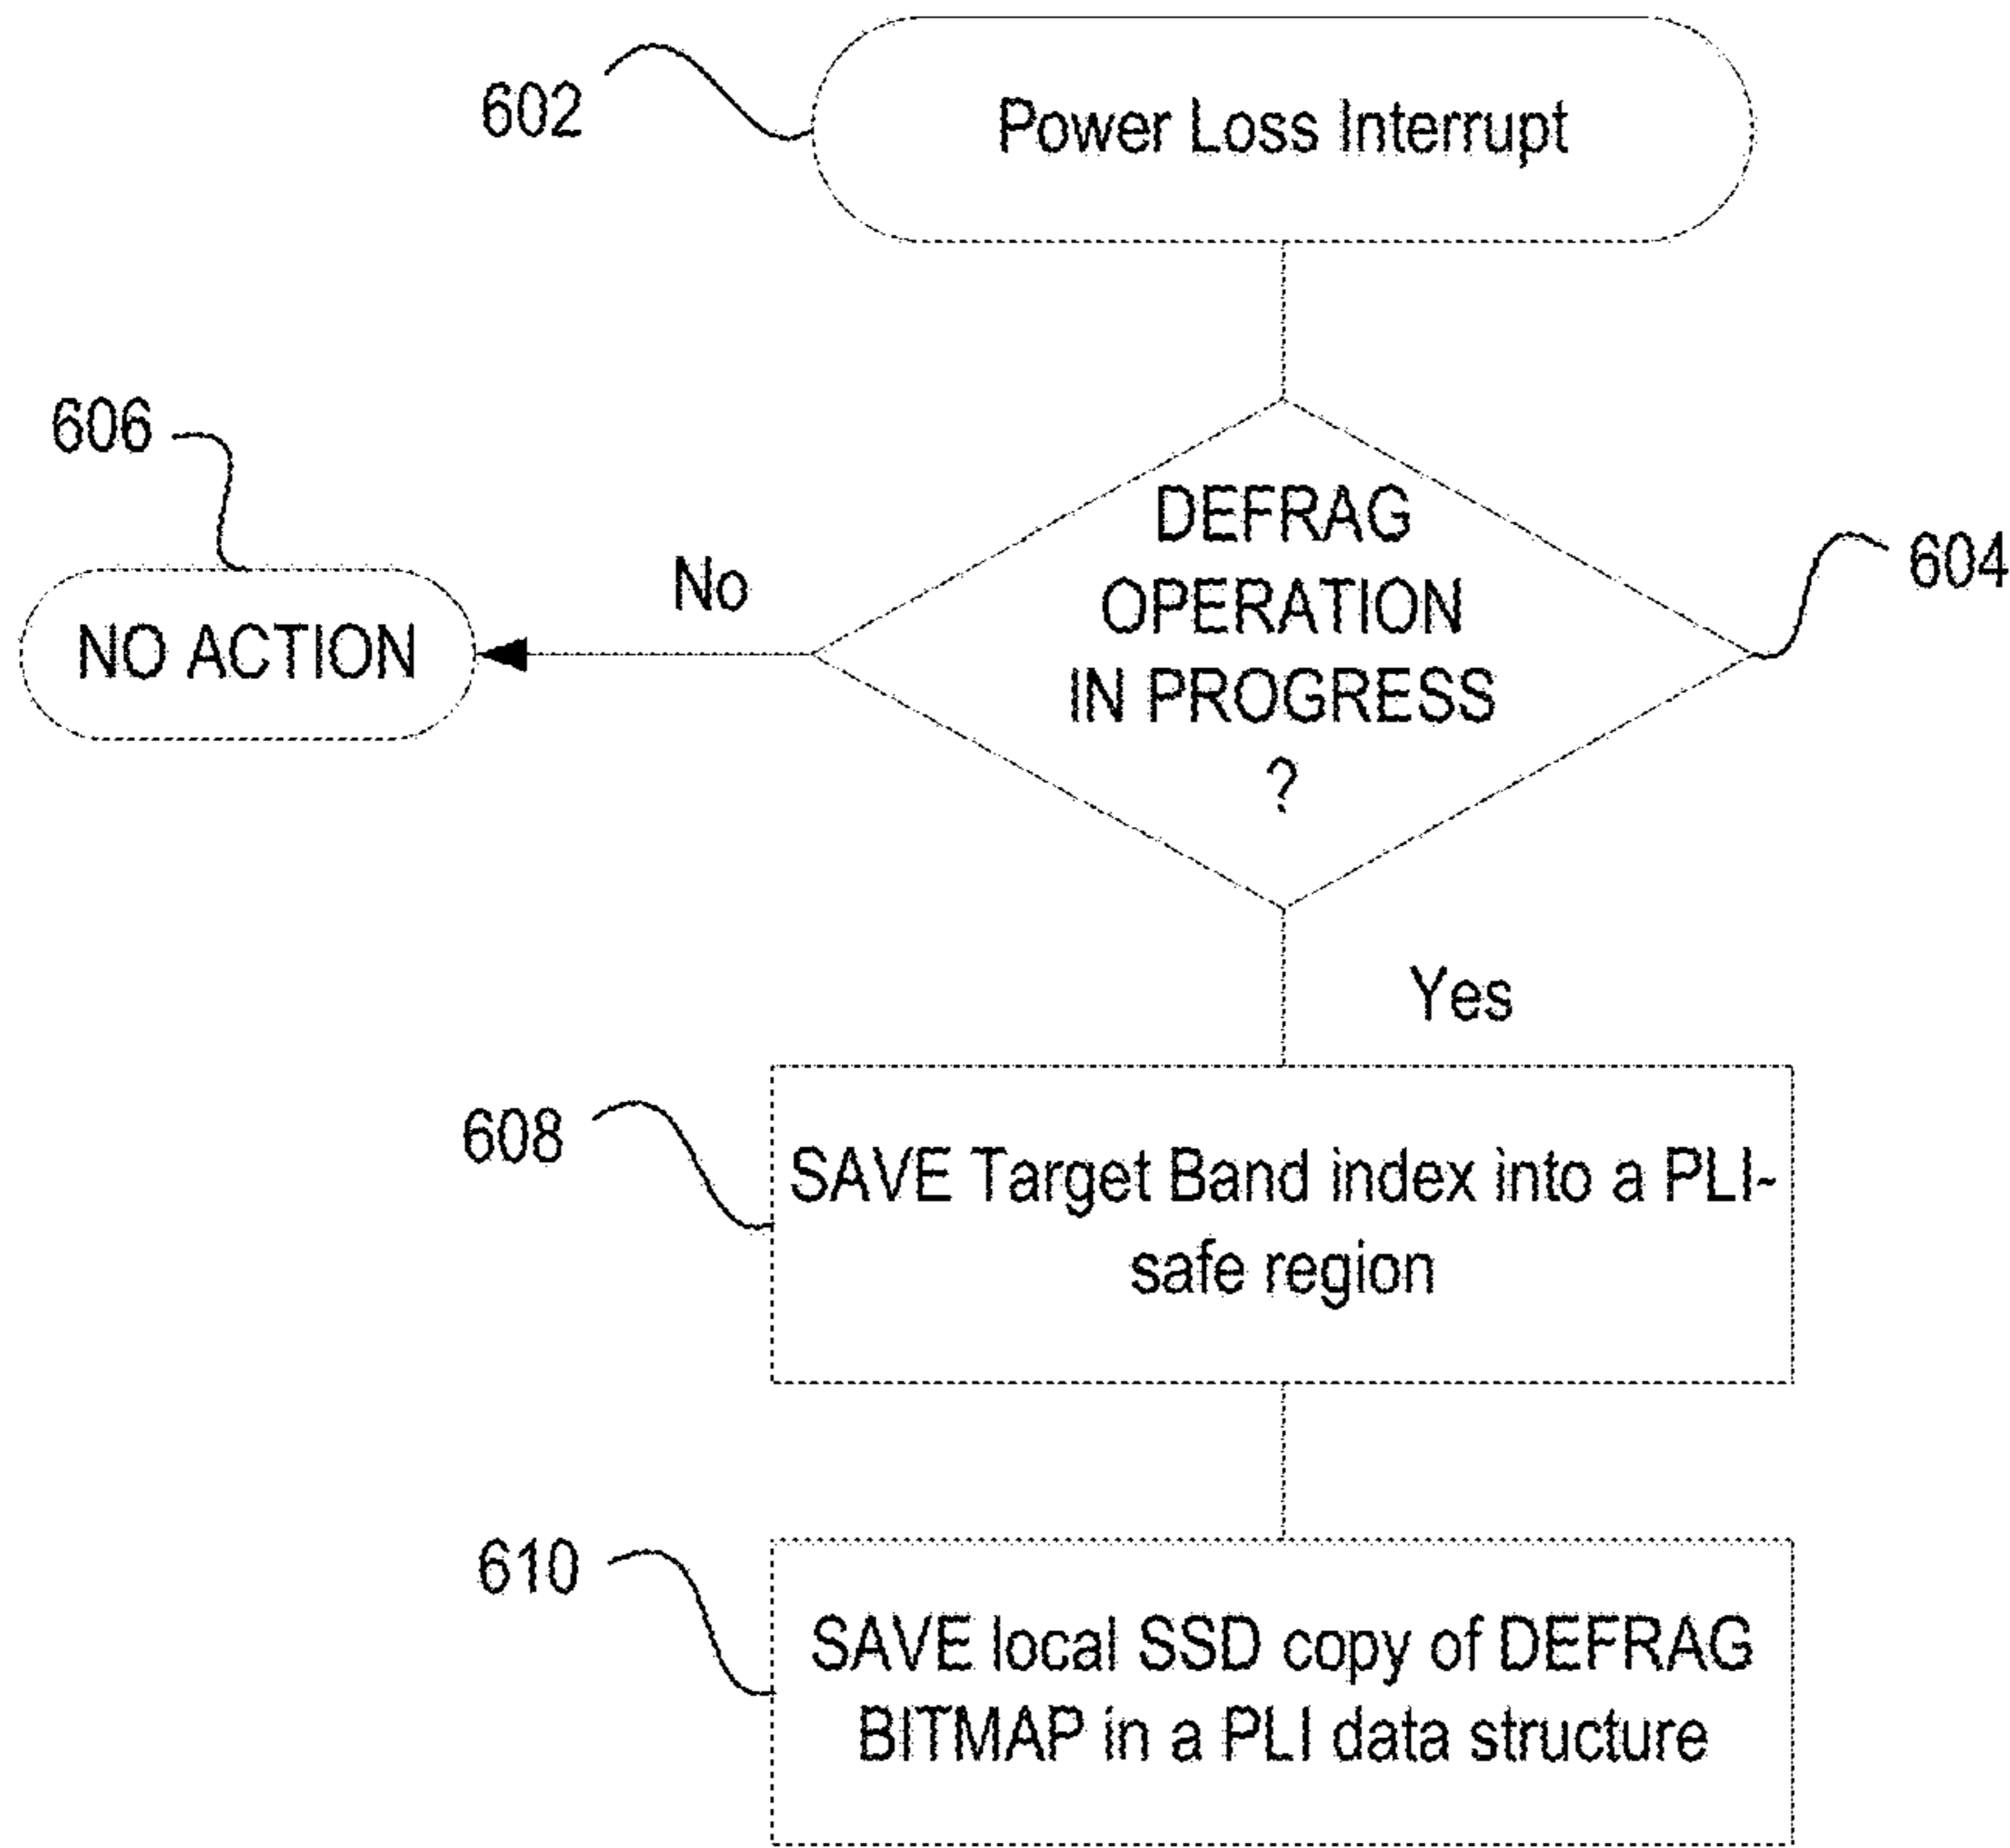 602
Power Loss Interrupt
606
DEFRAG
OPERATION
IN PROGRESS
?
604
No
NO ACTION
Yes
608
SAVE Target Band index into a PLI-
safe region
610
SAVE local SSD copy of DEFRAG
BITMAP in a PLI data structure